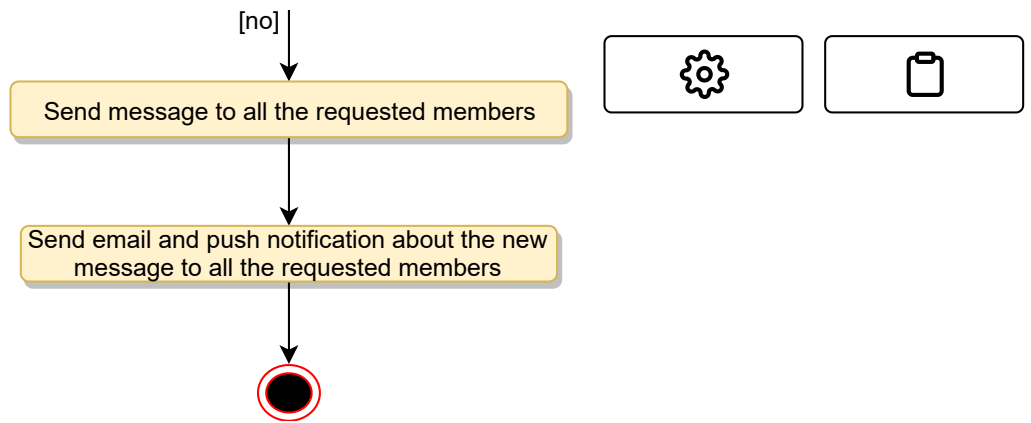 [no]
Send message to all the requested members
Send email and push notification about the new
message to all the requested members